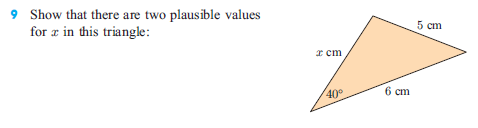 9 Show that there are two plausible values
for x in this triangle:
5 cm
x cm
40°
6 cm